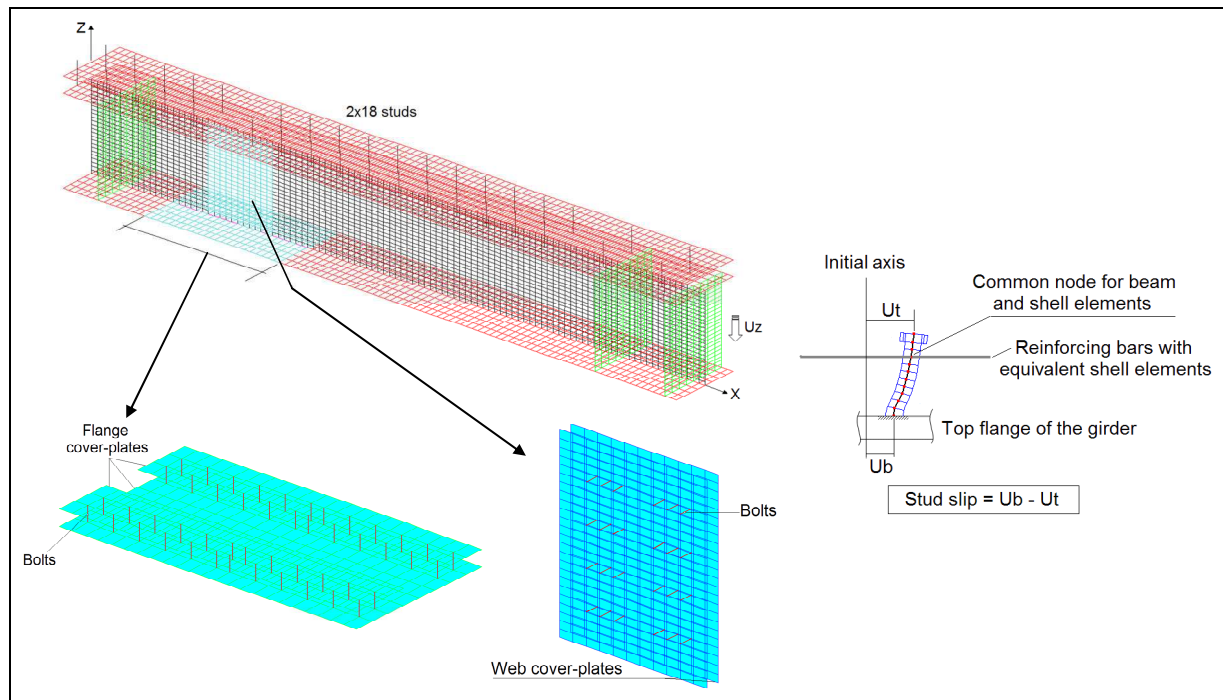 Z
2x18 studs
Uz
X
Flange
cover-plates
Bolts
Bolts
Web cover-plates
Initial axis
Ut
Common node for beam
and shell elements
Reinforcing bars with
equivalent shell elements
Top flange of the girder
Ub
Stud slip = Ub - Ut